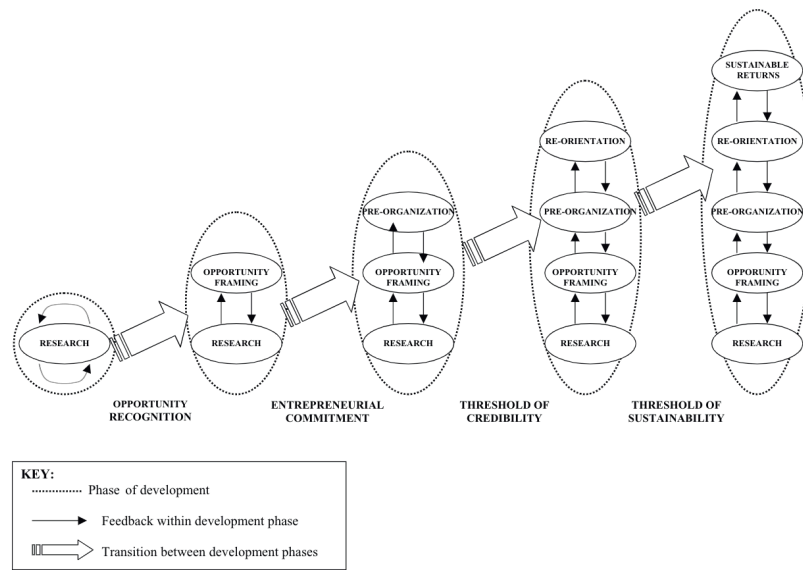 SUSTAINABLE
RETURNS
RE-ORIENTATION
RE-ORIENTATION
PRE-ORGANIZATION
PRE-ORGANIZATION
PRE-ORGANIZATION
OPPORTUNITY
FRAMING
OPPORTUNITY
FRAMING
OPPORTUNITY
FRAMING
OPPORUNITY
FRAMING
RESEARCH
RESEARCH
RESEARCH
RESEARCH
RESEARCH
OPPORTUNITY
RECOGNITION
ENTREPRENEURIAL
COMMITMENT
THRESHOLD OF
CREDIBILITY
THRESHOLD OF
SUSTAINABILITY
KEY:
Phase of development
Feedback within development phase
Transition between development phases